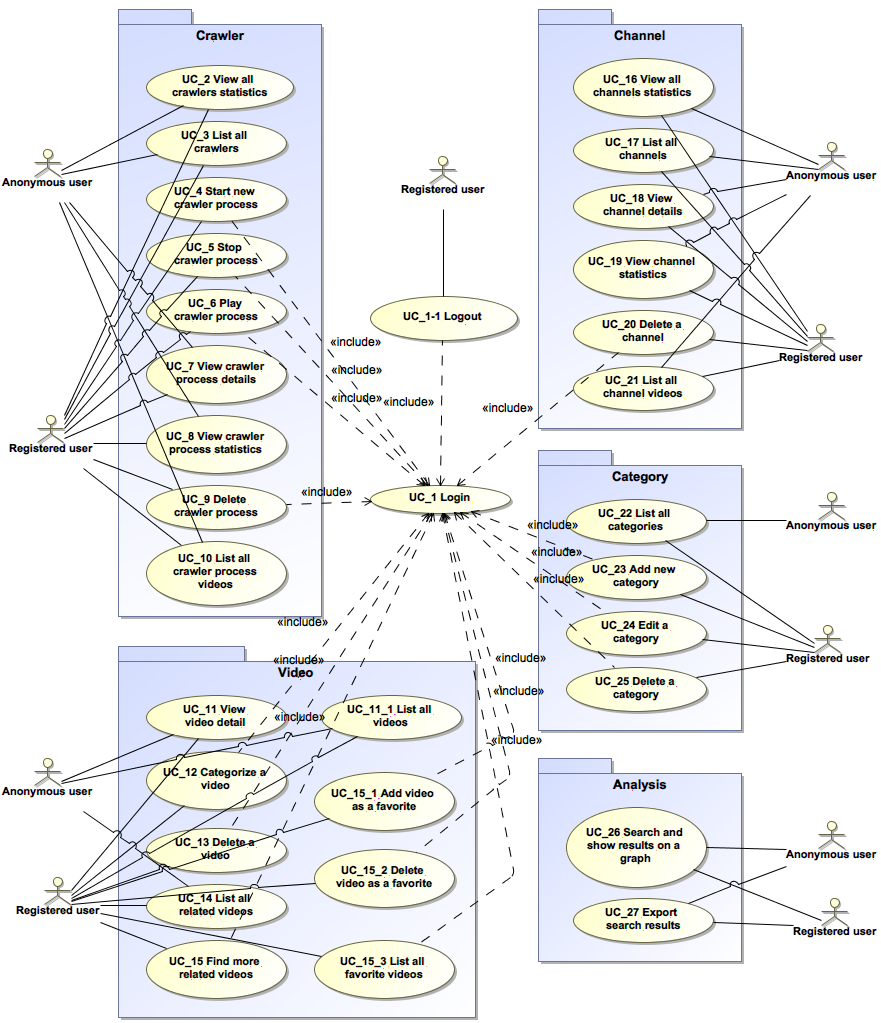 Crawler
UC_2 View all
crawlers statistics
UC_3 List all
crawlers
UC_4 Start new
crawler process
UC_5 Stop
crawler process
UC_6 Play
crawler process
UC_7 View crawler
process details
UC_8 View crawler
process statistics
UC_9 Delete
crawler process
UC_10 List all
crawler process
videos
Anonymous user
Registered user
Registered user
UC_1-1 Logout
«include»
«include»
«include»
«include»
«include»
«include»
UC_1 Login
Channel
UC_16 View all
channels statistics
UC_17 List all
channels
UC_18 View
channel details
UC_19 View channel
statistics
UC_20 Delete a
channel
UC_21 List all
channel videos
Anonymous user
Registered user
Category
UC_22 List all
categories
UC_23 Add new
category
UC_24 Edit a
category
UC_25 Delete a
category
«include»
«include»
«include»
Anonymous user
Registered user
«include»
«include»
«include»
«include»
«include»
«include»
Video
UC_11 View
video detail
UC_11_1 List all
videos
UC_12 Categorize a
video
UC_15_1 Add video
as a favorite
UC_13 Delete a
video
UC_15_2 Delete
video as a favorite
UC_14 List all
related videos
UC_15 Find more
related videos
UC_15_3 List all
favorite videos
Anonymous user
Registered user
Analysis
UC_26 Search and
show results on a
graph
UC_27 Export
search results
Anonymous user
Registered user